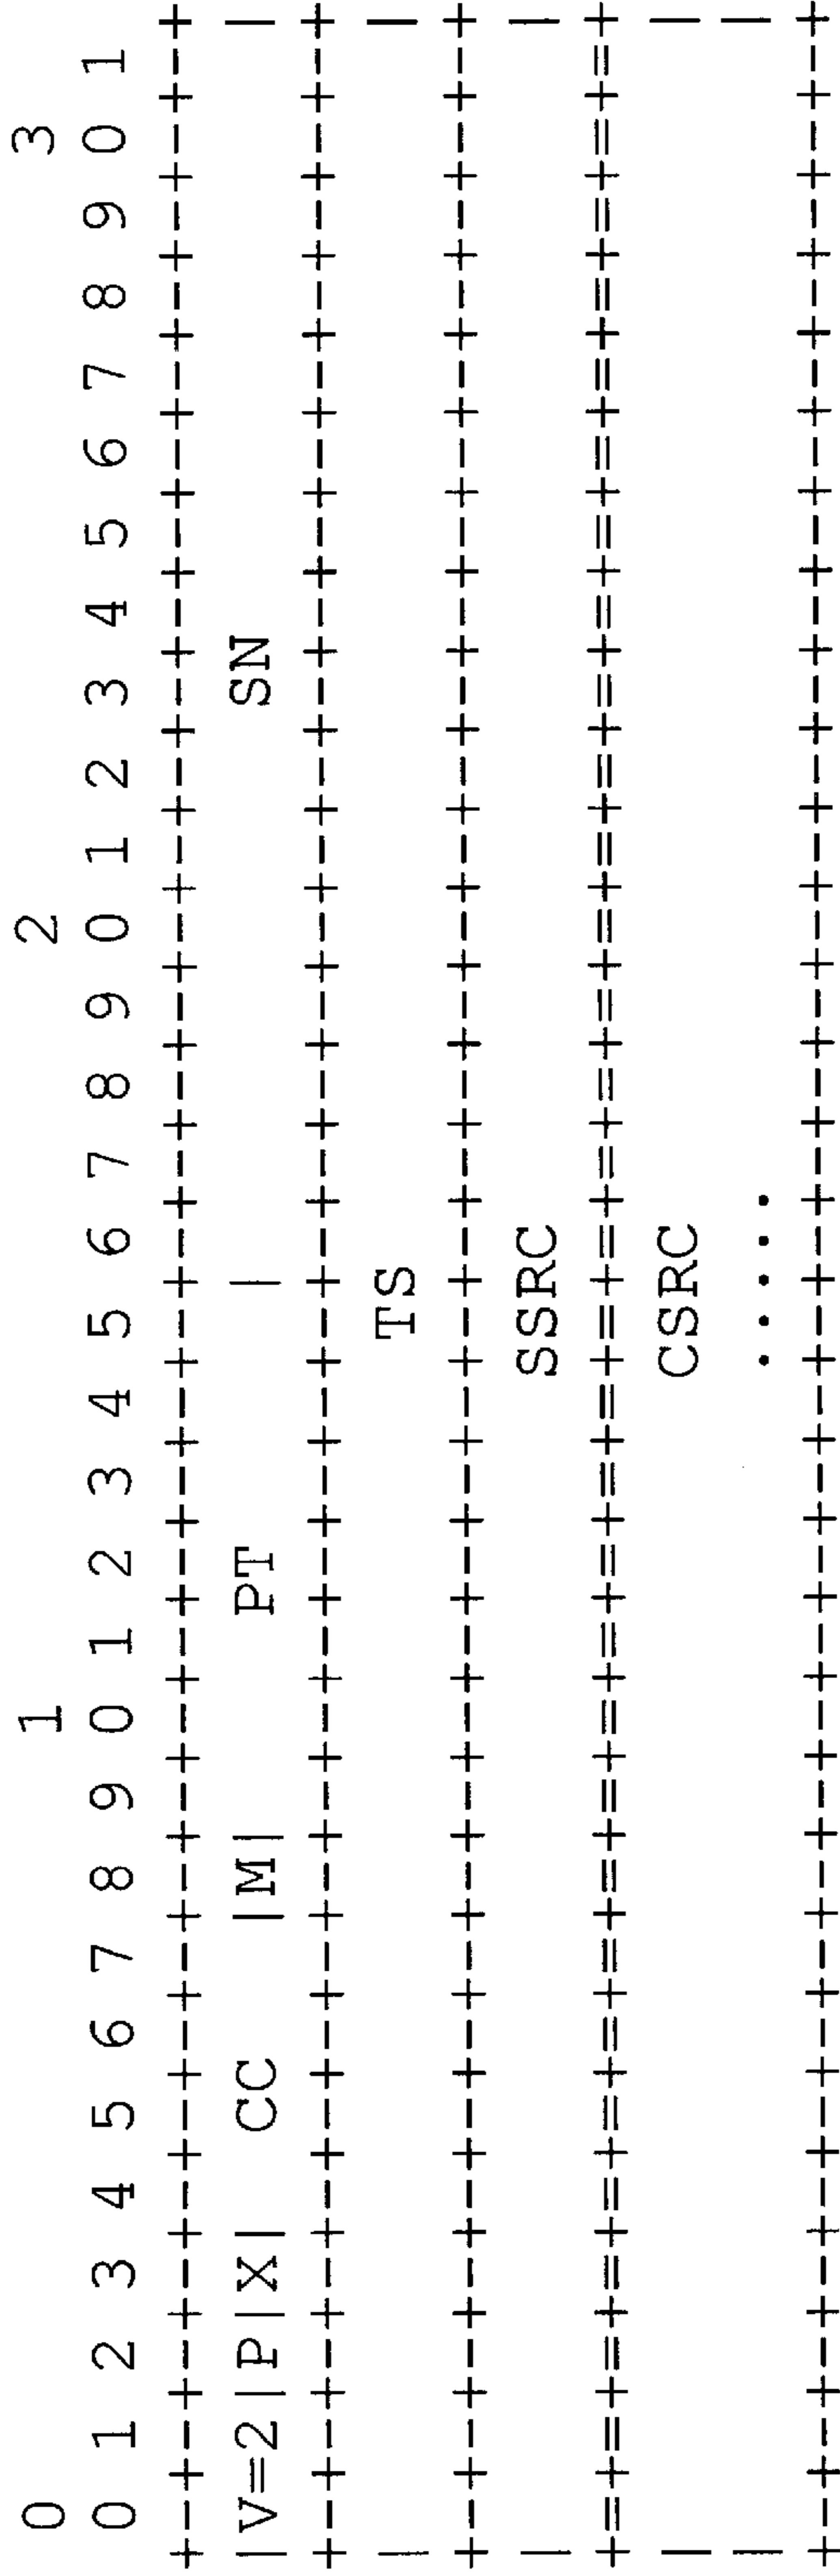 0                   1                   2                   3
0 1 2 3 4 5 6 7 8 9 0 1 2 3 4 5 6 7 8 9 0 1 2 3 4 5 6 7 8 9 0 1
+-+-+-+-+-+-+-+-+-+-+-+-+-+-+-+-+-+-+-+-+-+-+-+-+-+-+-+-+-+-+-+-+
|V=2|P|X|  CC   |M|     PT      |              SN               |
+-+-+-+-+-+-+-+-+-+-+-+-+-+-+-+-+-+-+-+-+-+-+-+-+-+-+-+-+-+-+-+-+
|                              TS                               |
+-+-+-+-+-+-+-+-+-+-+-+-+-+-+-+-+-+-+-+-+-+-+-+-+-+-+-+-+-+-+-+-+
|                             SSRC                              |
+=+=+=+=+=+=+=+=+=+=+=+=+=+=+=+=+=+=+=+=+=+=+=+=+=+=+=+=+=+=+=+=+
|                             CSRC                              |
|                             .....                             |
+-+-+-+-+-+-+-+-+-+-+-+-+-+-+-+-+-+-+-+-+-+-+-+-+-+-+-+-+-+-+-+-+